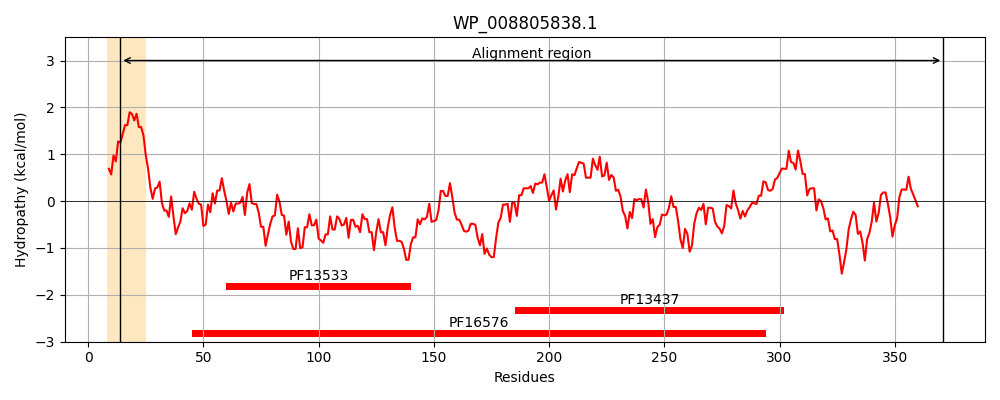 WP_008805838.1
Alignment region
3
2
1
0
−1
−2
−3
Hydropathy (kcal/mol)
PF13533
PF13437
PF16576
0 50 100 150 200 250 300 350
Residues